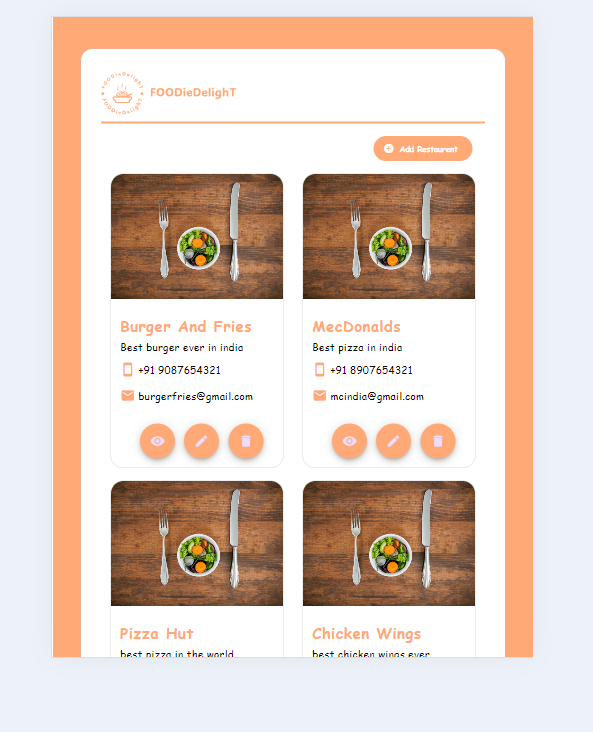 FOODieDelighT
FOODieDelighT
FOODieDelighT
Add Restaurent
Burger And Fries
Best burger ever in india
+91 9087654321
burgerfries@gmail.com
MecDonalds
Best pizza in india
+91 8907654321
mcindia@gmail.com
Pizza Hut
best pizza in the world
Chicken Wings
best chicken wings ever